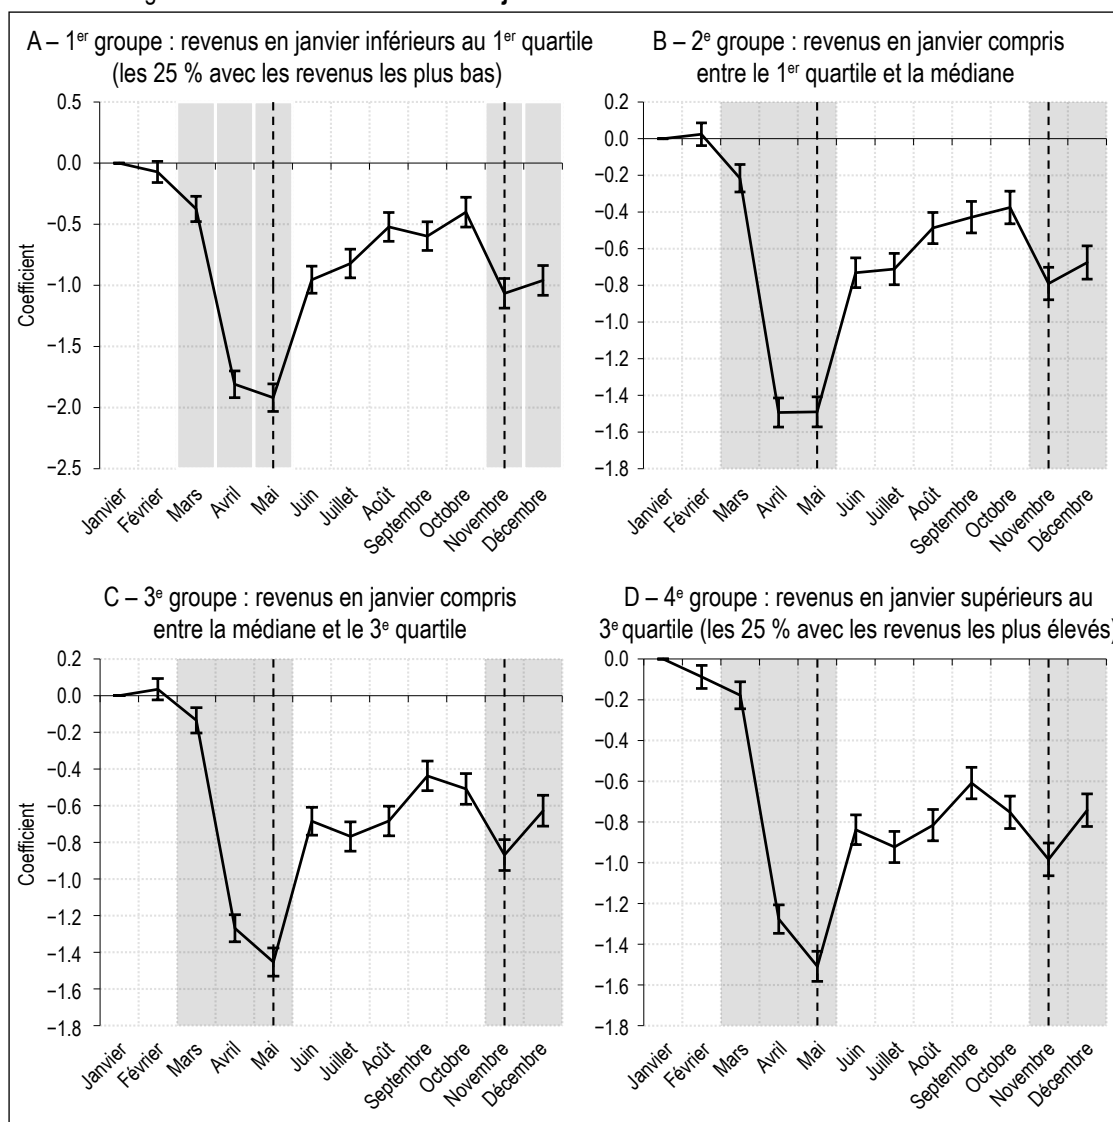 A – 1er groupe : revenus en janvier inférieurs au 1er quartile
(les 25 % avec les revenus les plus bas)
0.5
0.0
−0.5
−1.0
−1.5
−2.0
−2.5
Coefficient
Janvier
Février
Mars
Avril
Mai
Juin
Juillet
Août
Septembre
Octobre
Novembre
Décembre
B – 2e groupe : revenus en janvier compris
entre le 1er quartile et la médiane
0.2
0.0
−0.2
−0.4
−0.6
−0.8
−1.0
−1.2
−1.4
−1.6
−1.8
Janvier
Février
Mars
Avril
Mai
Juin
Juillet
Août
Septembre
Octobre
Novembre
Décembre
C – 3e groupe : revenus en janvier compris
entre la médiane et le 3e quartile
0.2
0.0
−0.2
−0.4
−0.6
−0.8
−1.0
−1.2
−1.4
−1.6
−1.8
Coefficient
Janvier
Février
Mars
Avril
Mai
Juin
Juillet
Août
Septembre
Octobre
Novembre
Décembre
D – 4e groupe : revenus en janvier supérieurs au
3e quartile (les 25 % avec les revenus les plus élevés)
0.0
−0.2
−0.4
−0.6
−0.8
−1.0
−1.2
−1.4
−1.6
−1.8
Janvier
Février
Mars
Avril
Mai
Juin
Juillet
Août
Septembre
Octobre
Novembre
Décembre